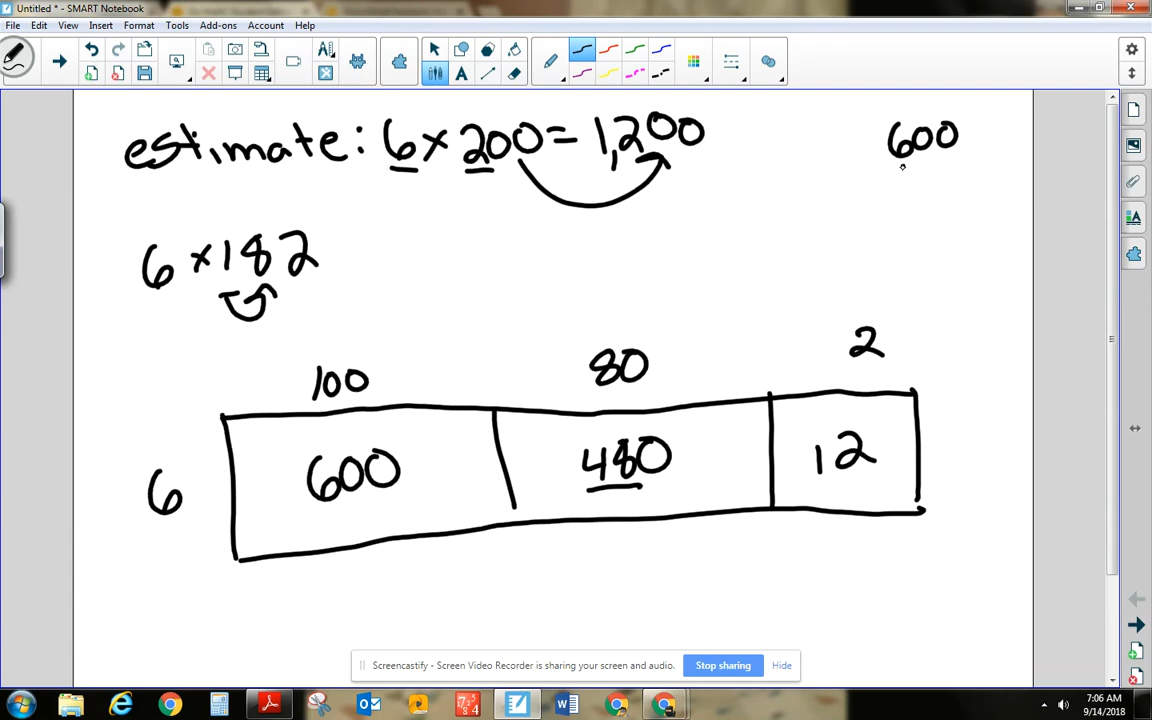 Untitled * - SMART Notebook
File Edit View Insert Format Tools Add-ons Account Help
estimate: 6 × 200 = 1,200
600
6 × 182
100 80 2
6 600 480 12
Screencastify - Screen Video Recorder is sharing your screen and audio. Stop sharing Hide
7:06 AM
9/14/2018